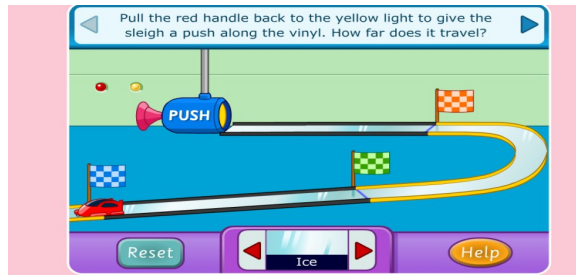 Pull the red handle back to the yellow light to give the
sleigh a push along the vinyl. How far does it travel?
PUSH
Reset
Ice
Help